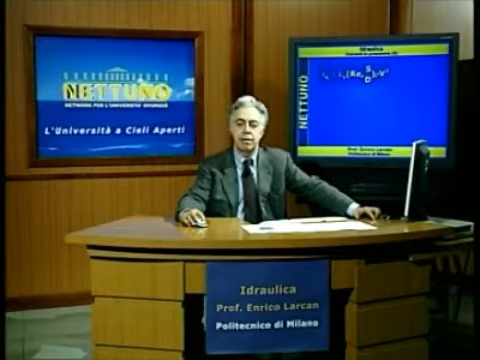 NETTUNO
NETWORK PER L'UNIVERSITÀ OVUNQUE
L'Università a Cieli Aperti
Idraulica
NETTUNO
Prof. Enrico Larcan
Politecnico di Milano
Idraulica
Prof. Enrico Larcan
Politecnico di Milano